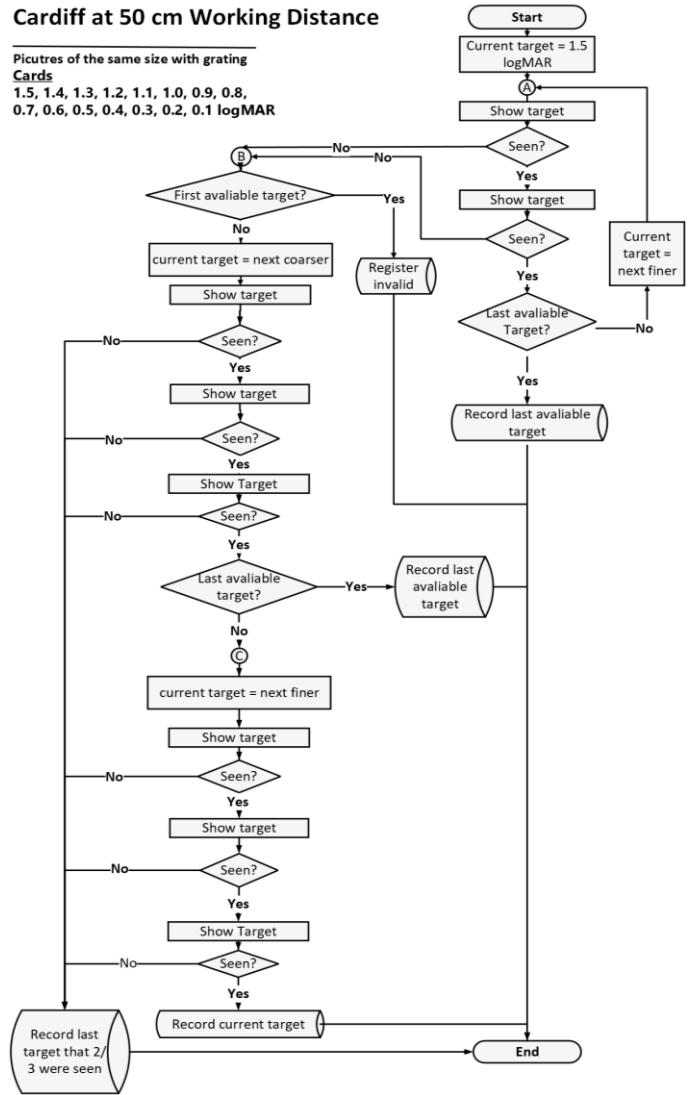 Cardiff at 50 cm Working Distance
Picutres of the same size with grating
Cards
1.5, 1.4, 1.3, 1.2, 1.1, 1.0, 0.9, 0.8,
0.7, 0.6, 0.5, 0.4, 0.3, 0.2, 0.1 logMAR
Start
Current target = 1.5
logMAR
A
Show target
Seen?
No
Yes
Show target
Seen?
No
Yes
Last avaliable
Target?
No
Current
target =
next finer
Yes
Record last avaliable
target
B
First avaliable target?
Yes
Register
invalid
No
current target = next coarser
Show target
Seen?
No
Yes
Show target
Seen?
No
Yes
Show Target
Seen?
No
Yes
Last avaliable
target?
Yes
Record last
avaliable
target
No
C
current target = next finer
Show target
Seen?
No
Yes
Show target
Seen?
No
Yes
Show Target
Seen?
No
Yes
Record current target
Record last
target that 2/
3 were seen
End